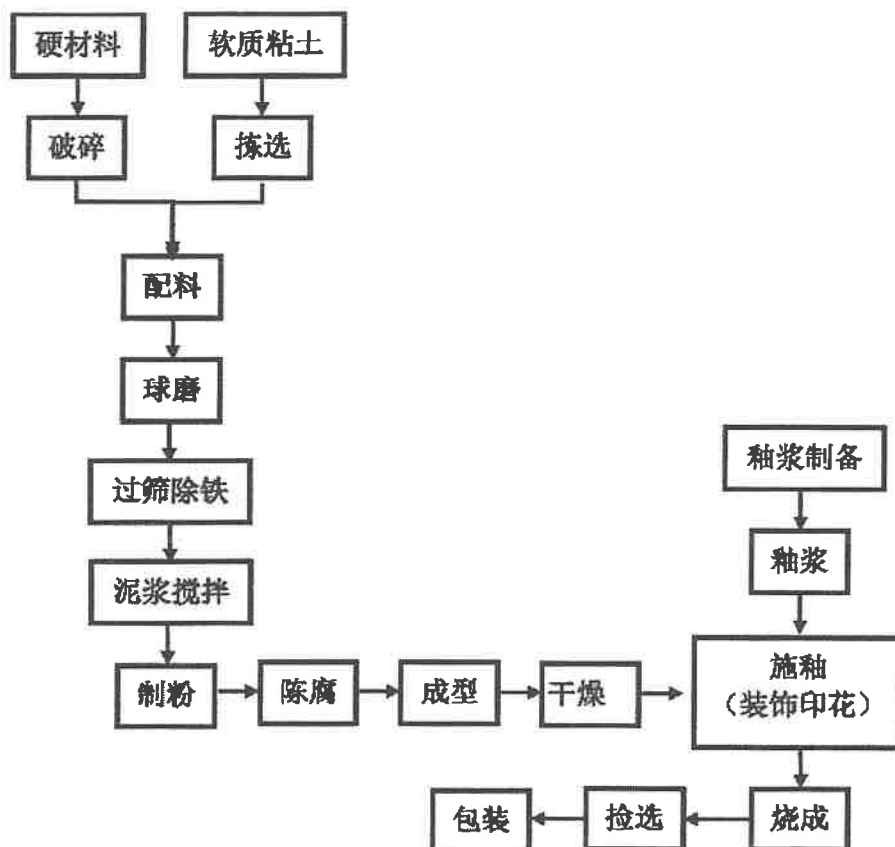 硬材料
软质粘土
破碎
拣选
配料
球磨
过筛除铁
泥浆搅拌
制粉
陈腐
成型
干燥
釉浆制备
釉浆
施釉
（装饰印花）
烧成
捡选
包装